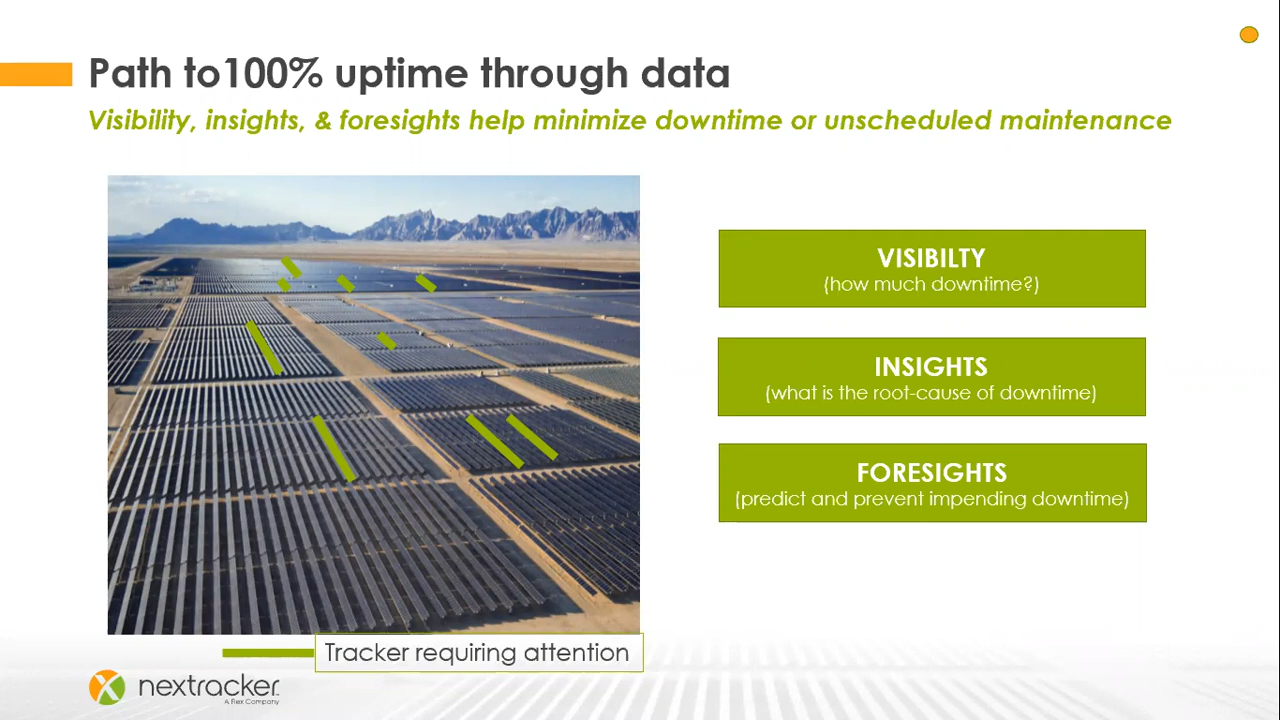 Path to100% uptime through data
Visibility, insights, & foresights help minimize downtime or unscheduled maintenance
VISIBILTY
(how much downtime?)
INSIGHTS
(what is the root-cause of downtime)
FORESIGHTS
(predict and prevent impending downtime)
Tracker requiring attention
nextracker
A Flex Company